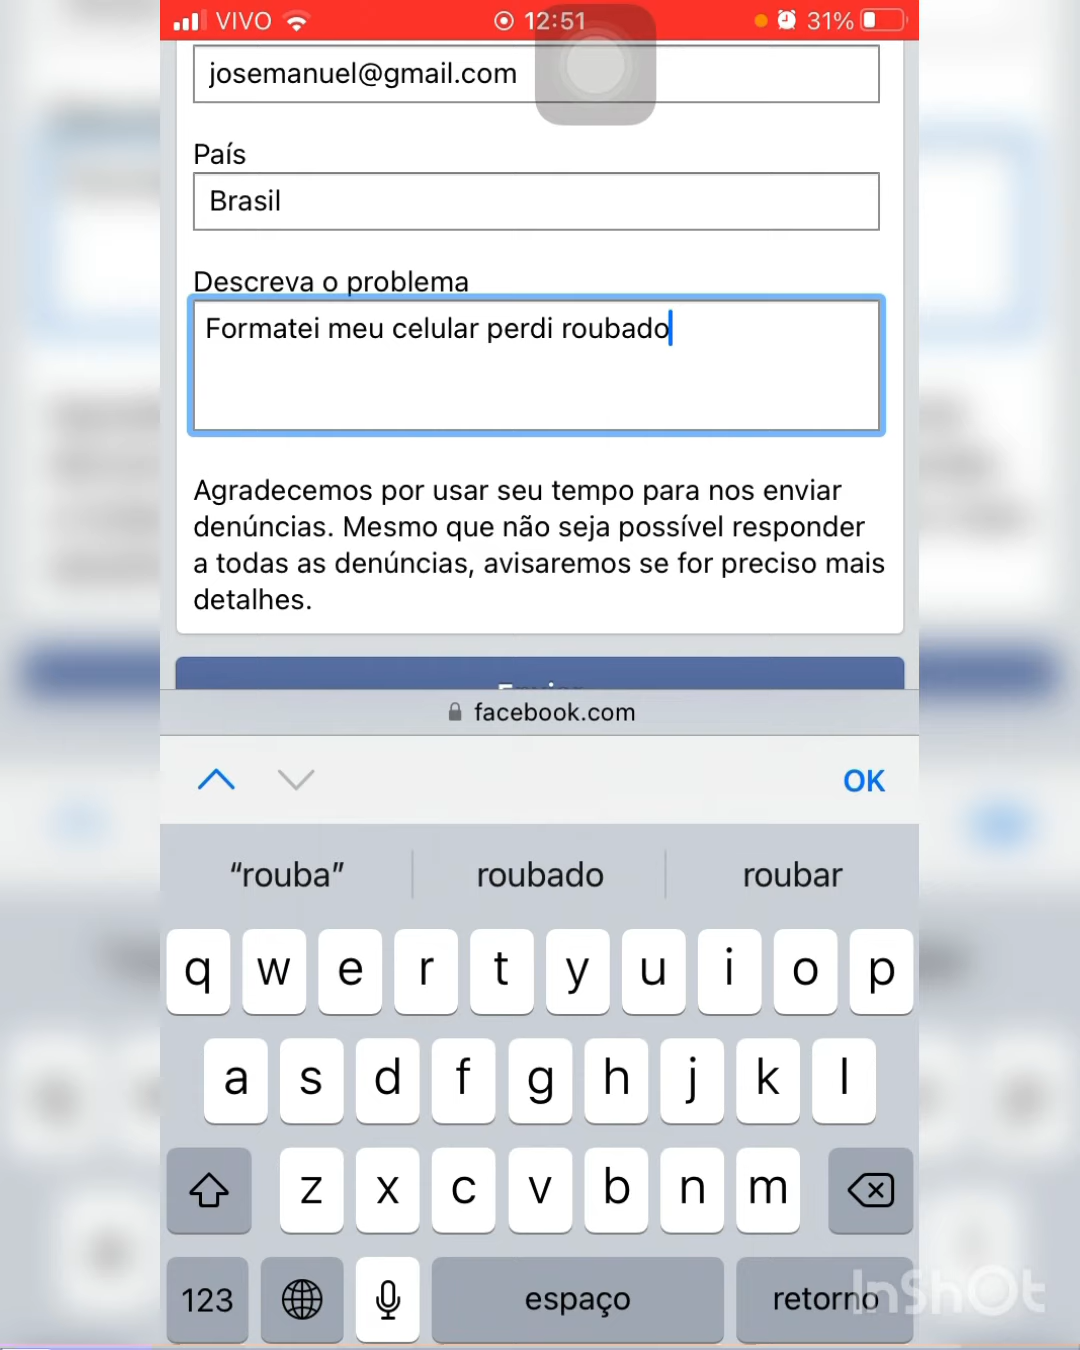 VIVO 12:51 31%
josemanuel@gmail.com
País
Brasil
Descreva o problema
Formatei meu celular perdi roubado
Agradecemos por usar seu tempo para nos enviar
denúncias. Mesmo que não seja possível responder
a todas as denúncias, avisaremos se for preciso mais
detalhes.
facebook.com
OK
“rouba” roubado roubar
q w e r t y u i o p
a s d f g h j k l
z x c v b n m
123 espaço retorno
InShOt